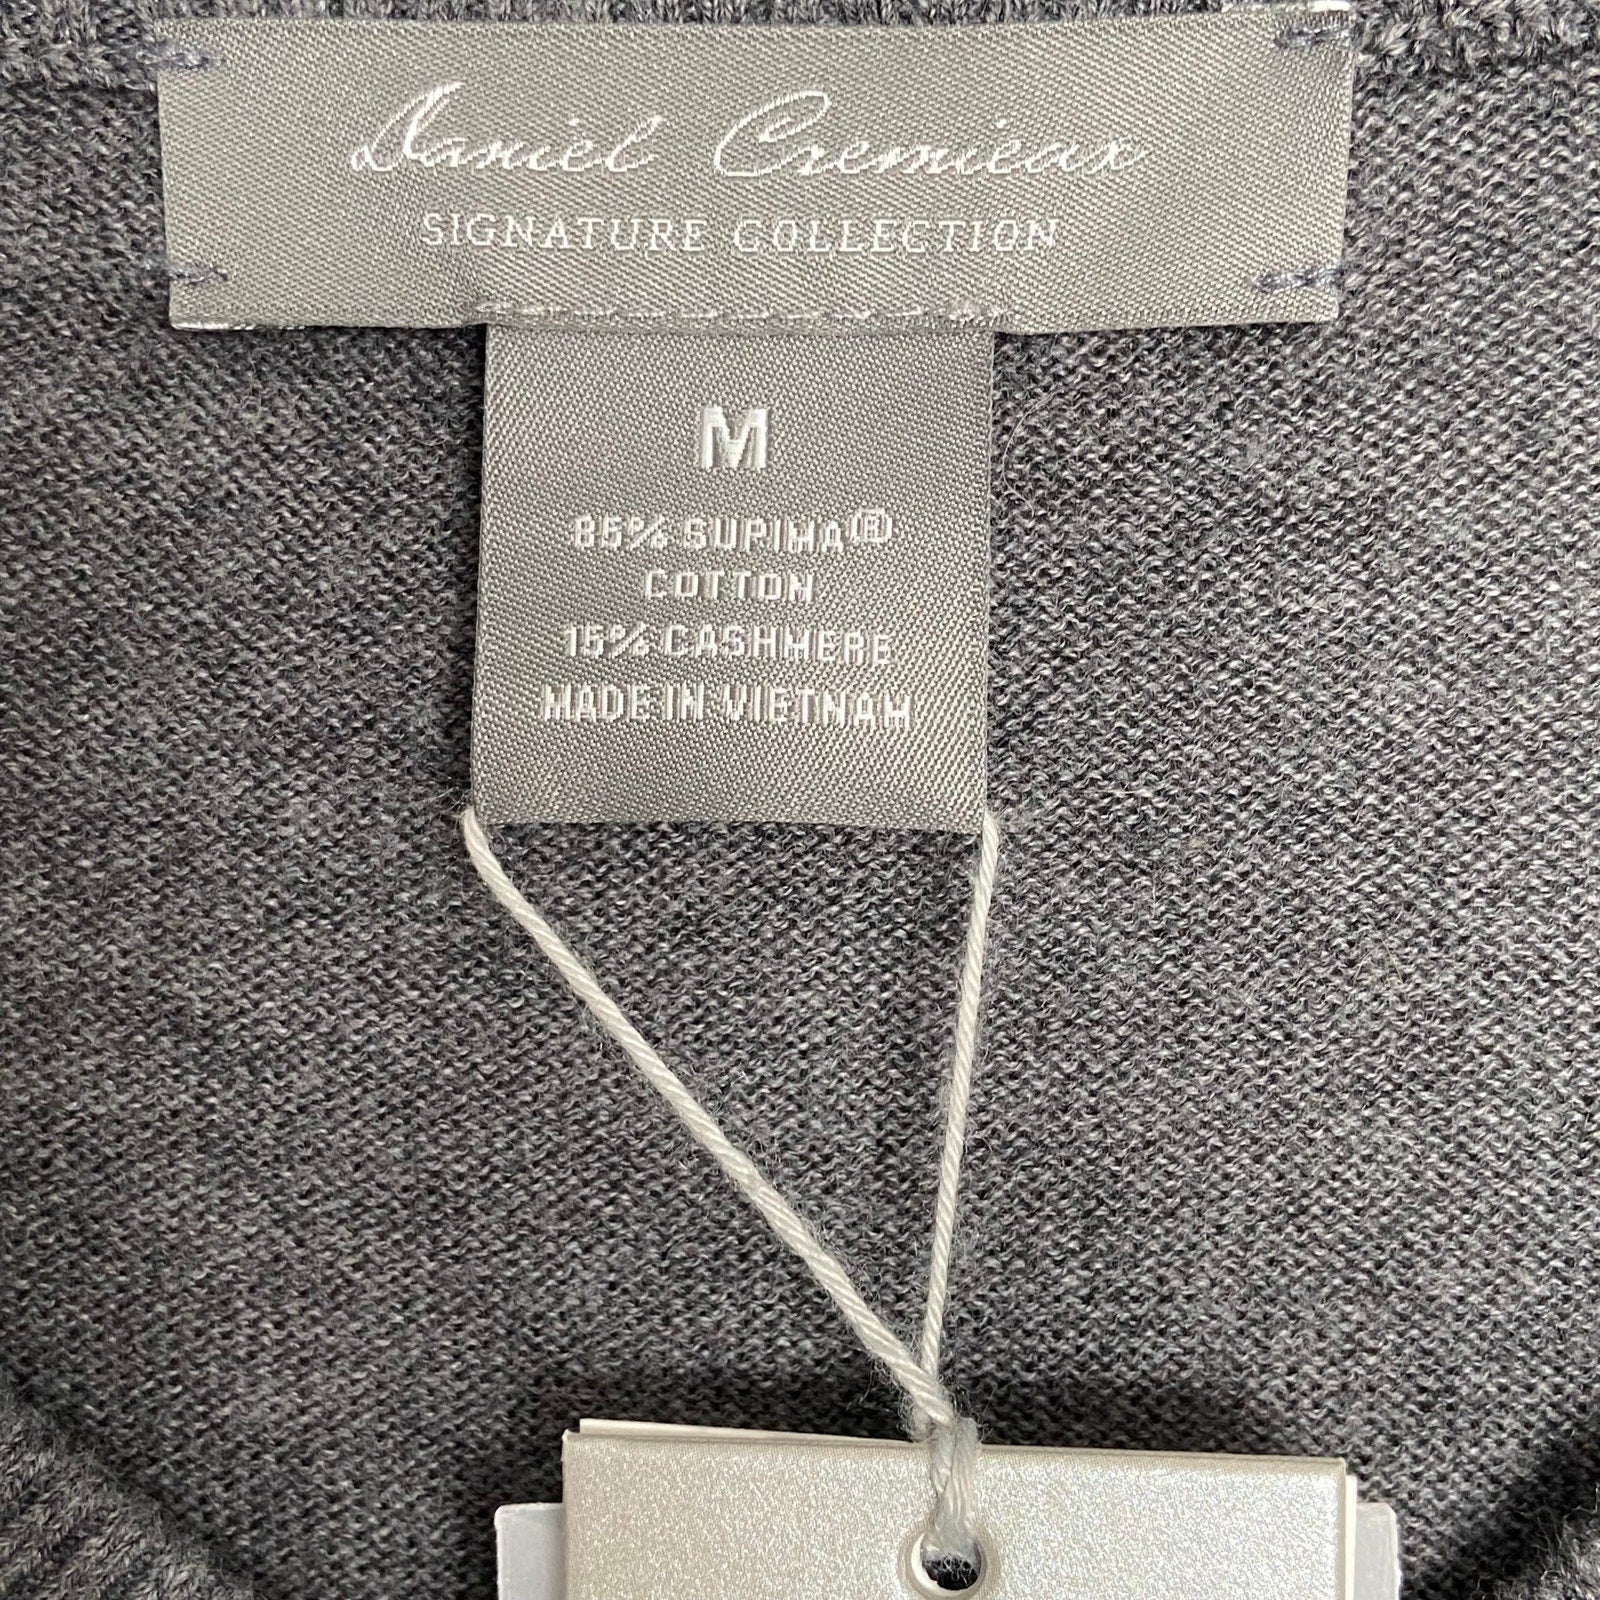 Daniel Cremieux
SIGNATURE COLLECTION
M
85% SUPIMA®
COTTON
15% CASHMERE
MADE IN VIETNAM